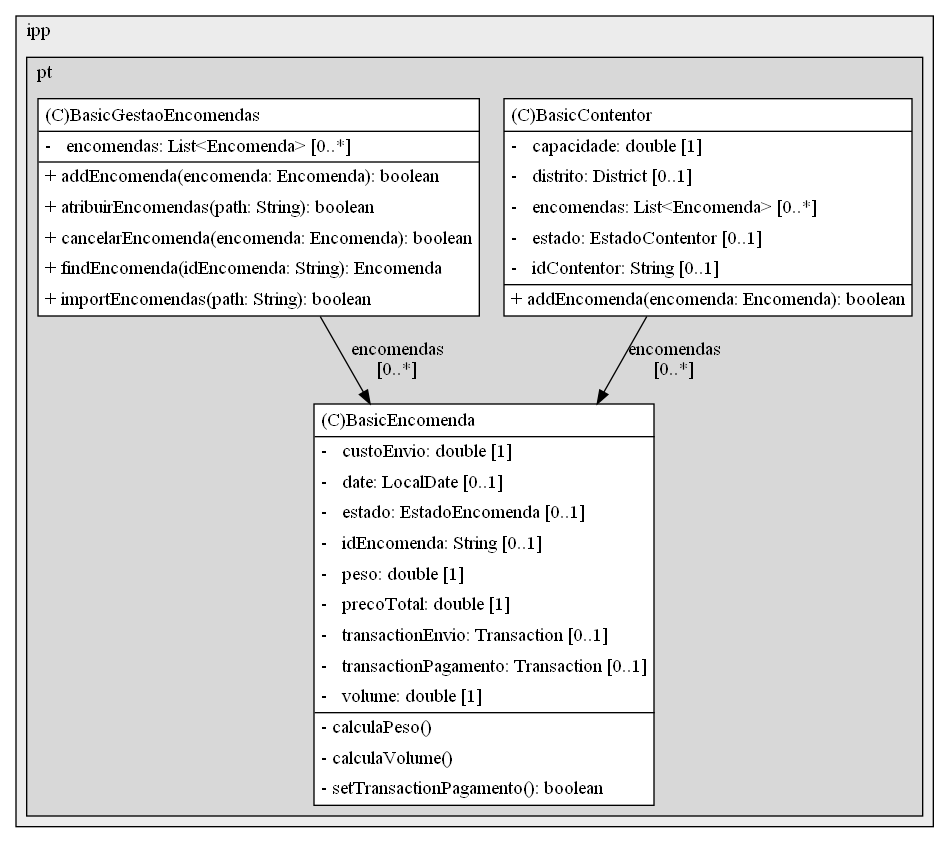 ipp
pt
(C)BasicGestaoEncomendas
- encomendas: List<Encomenda> [0..*]
+ addEncomenda(encomenda: Encomenda): boolean
+ atribuirEncomendas(path: String): boolean
+ cancelarEncomenda(encomenda: Encomenda): boolean
+ findEncomenda(idEncomenda: String): Encomenda
+ importEncomendas(path: String): boolean
(C)BasicContentor
- capacidade: double [1]
- distrito: District [0..1]
- encomendas: List<Encomenda> [0..*]
- estado: EstadoContentor [0..1]
- idContentor: String [0..1]
+ addEncomenda(encomenda: Encomenda): boolean
encomendas
[0..*]
encomendas
[0..*]
(C)BasicEncomenda
- custoEnvio: double [1]
- date: LocalDate [0..1]
- estado: EstadoEncomenda [0..1]
- idEncomenda: String [0..1]
- peso: double [1]
- precoTotal: double [1]
- transactionEnvio: Transaction [0..1]
- transactionPagamento: Transaction [0..1]
- volume: double [1]
- calculaPeso()
- calculaVolume()
- setTransactionPagamento(): boolean